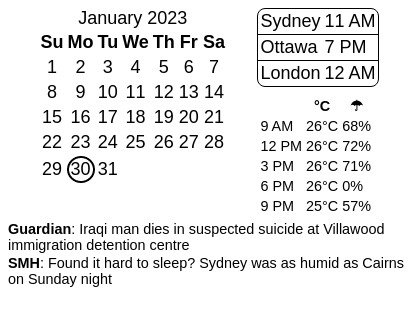 January 2023
Su Mo Tu We Th Fr Sa
1 2 3 4 5 6 7
8 9 10 11 12 13 14
15 16 17 18 19 20 21
22 23 24 25 26 27 28
29 30 31
Sydney 11 AM
Ottawa 7 PM
London 12 AM
°C ☂
9 AM 26°C 68%
12 PM 26°C 72%
3 PM 26°C 71%
6 PM 26°C 0%
9 PM 25°C 57%
Guardian: Iraqi man dies in suspected suicide at Villawood
immigration detention centre
SMH: Found it hard to sleep? Sydney was as humid as Cairns
on Sunday night